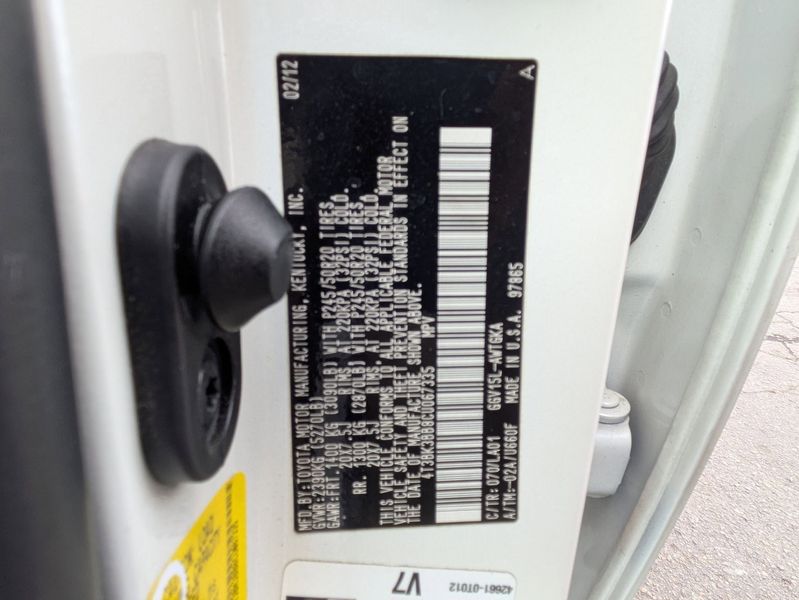 MFD.BY: TOYOTA MOTOR MANUFACTURING, KENTUCKY, INC. 02/12
GVWR: 2390KG (5270LB)
GAWR: FRT. 1400 KG (3090LB) WITH P245/50R20 TIRES,
20X7.5J RIMS, AT 220KPA (32PSI) COLD.
RR. 1300 KG (2870LB) WITH P245/50R20 TIRES,
20X7.5J RIMS, AT 220KPA (32PSI) COLD.
THIS VEHICLE CONFORMS TO ALL APPLICABLE FEDERAL MOTOR
VEHICLE SAFETY AND THEFT PREVENTION STANDARDS IN EFFECT ON
THE DATE OF MANUFACTURE SHOWN ABOVE.
4T3BK3BB8CU067335 MPV
C/TR: 070/LA01 GGV15L-AWTGKA
A/TM: -02A/U660F MADE IN U.S.A. 97865
A
V7
42661-0T012